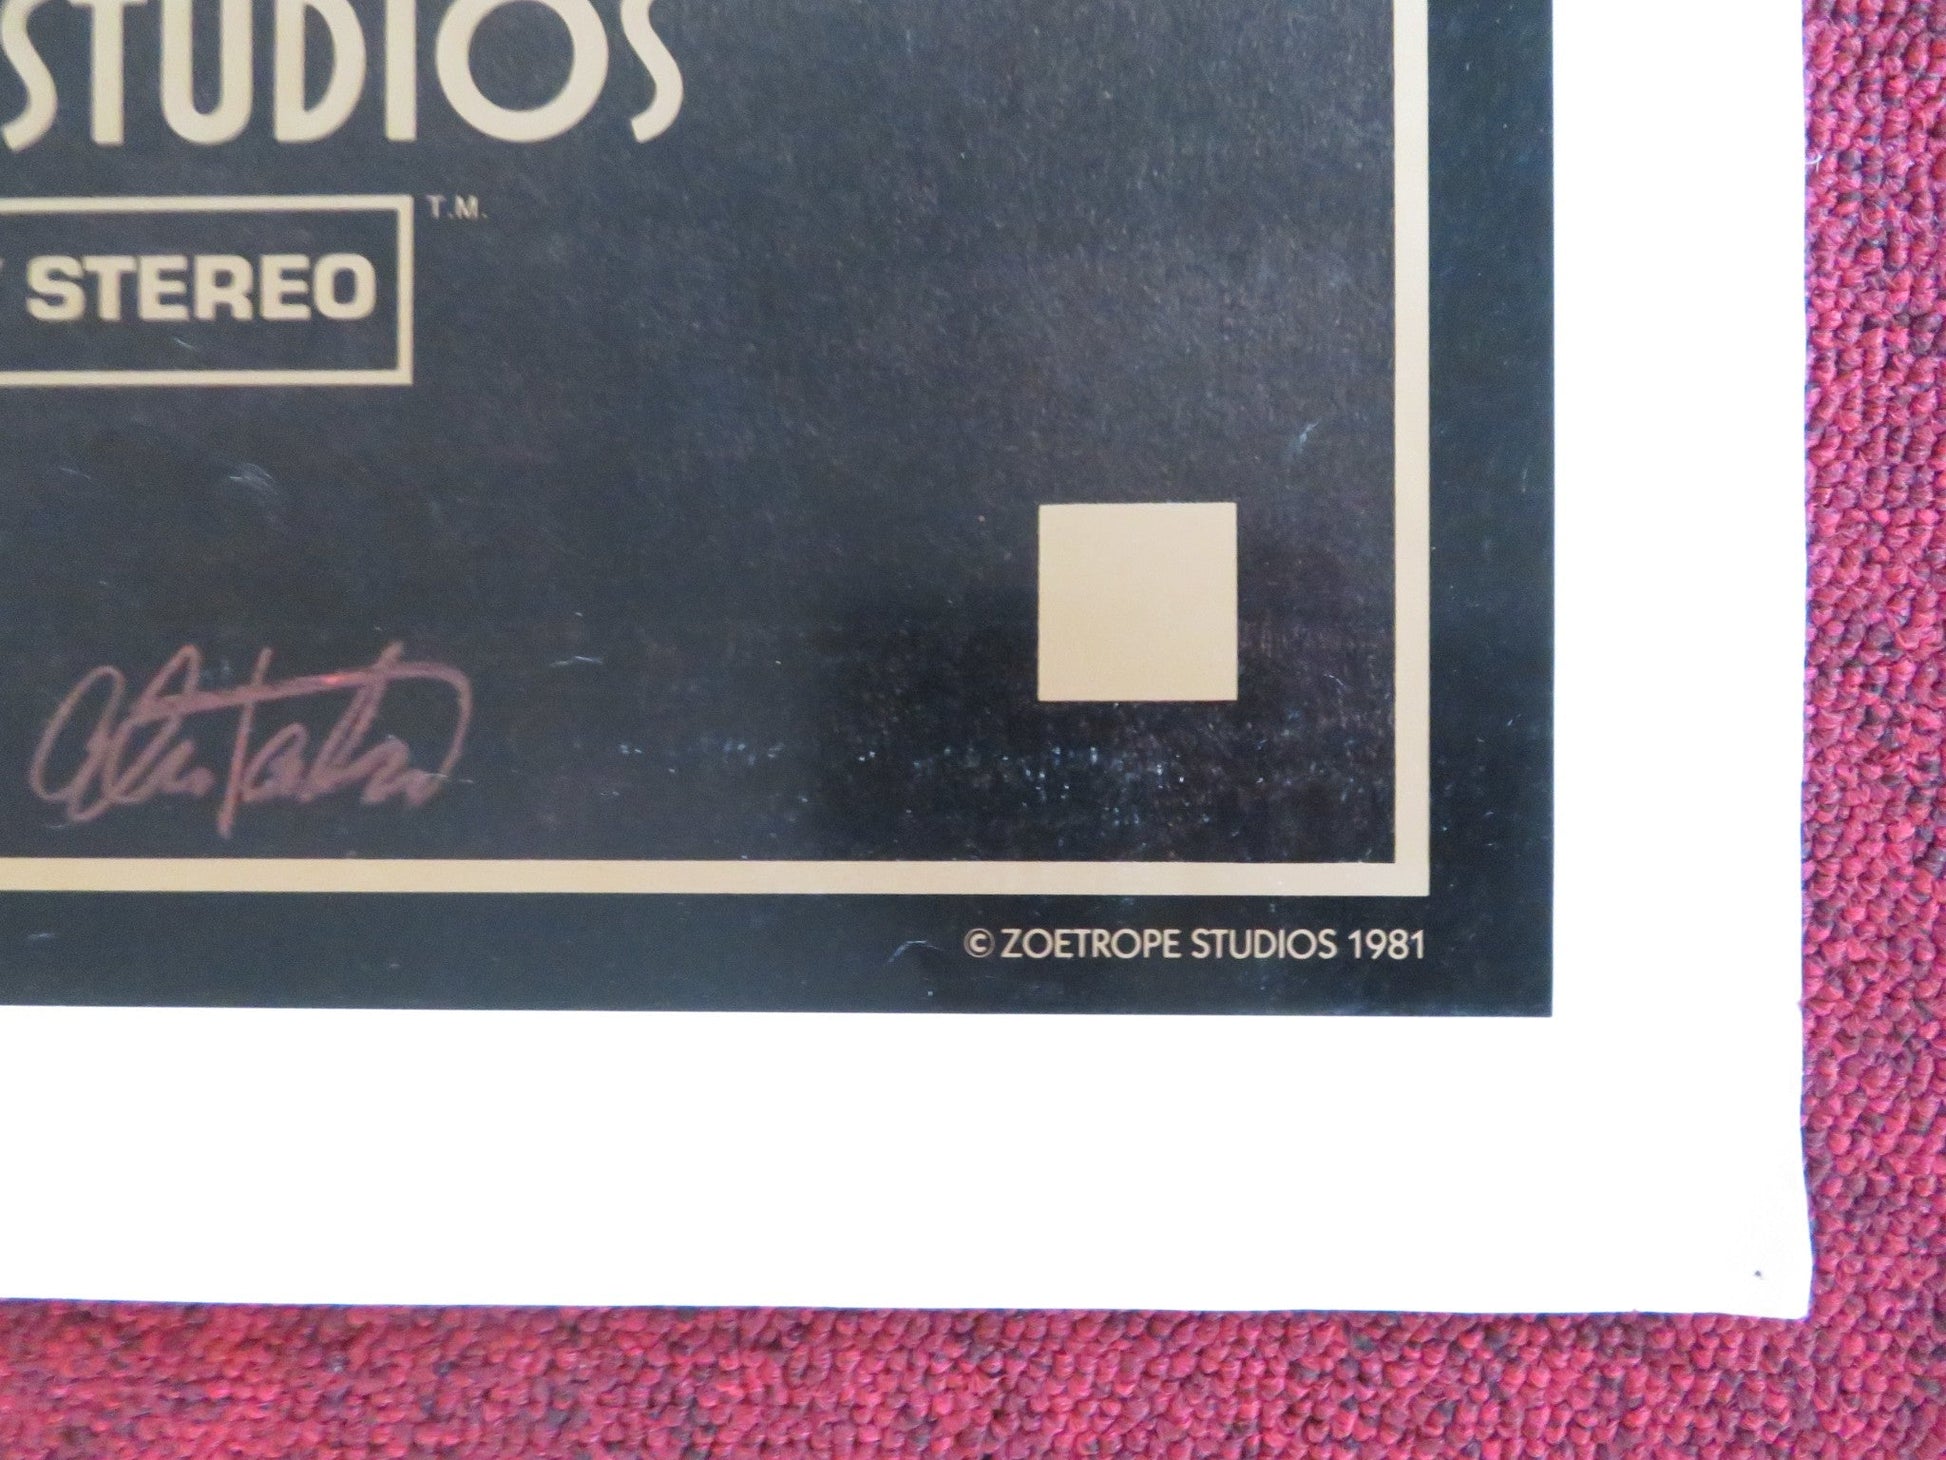 STUDIOS
T.M.
STEREO
© ZOETROPE STUDIOS 1981